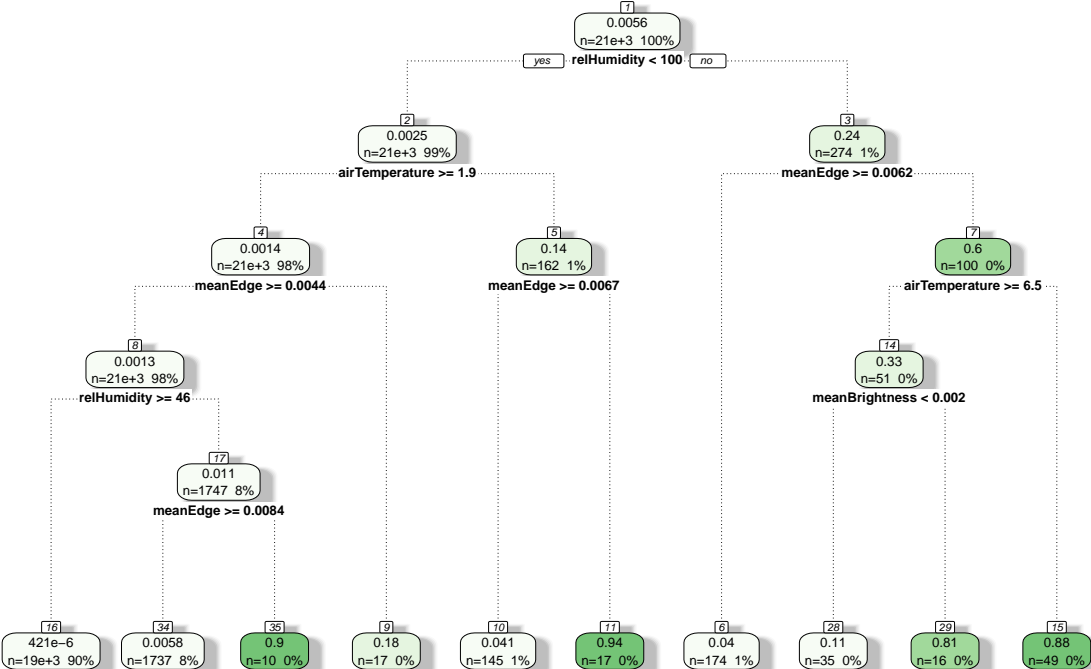 1
0.0056
n=21e+3 100%
yes relHumidity < 100 no
2 3
0.0025 0.24
n=21e+3 99% n=274 1%
airTemperature >= 1.9 meanEdge >= 0.0062
4 5 7
0.0014 0.14 0.6
n=21e+3 98% n=162 1% n=100 0%
meanEdge >= 0.0044 meanEdge >= 0.0067 airTemperature >= 6.5
8 14
0.0013 0.33
n=21e+3 98% n=51 0%
relHumidity >= 46 meanBrightness < 0.002
17
0.011
n=1747 8%
meanEdge >= 0.0084
16 34 35 9 10 11 6 28 29 15
421e−6 0.0058 0.9 0.18 0.041 0.94 0.04 0.11 0.81 0.88
n=19e+3 90% n=1737 8% n=10 0% n=17 0% n=145 1% n=17 0% n=174 1% n=35 0% n=16 0% n=49 0%